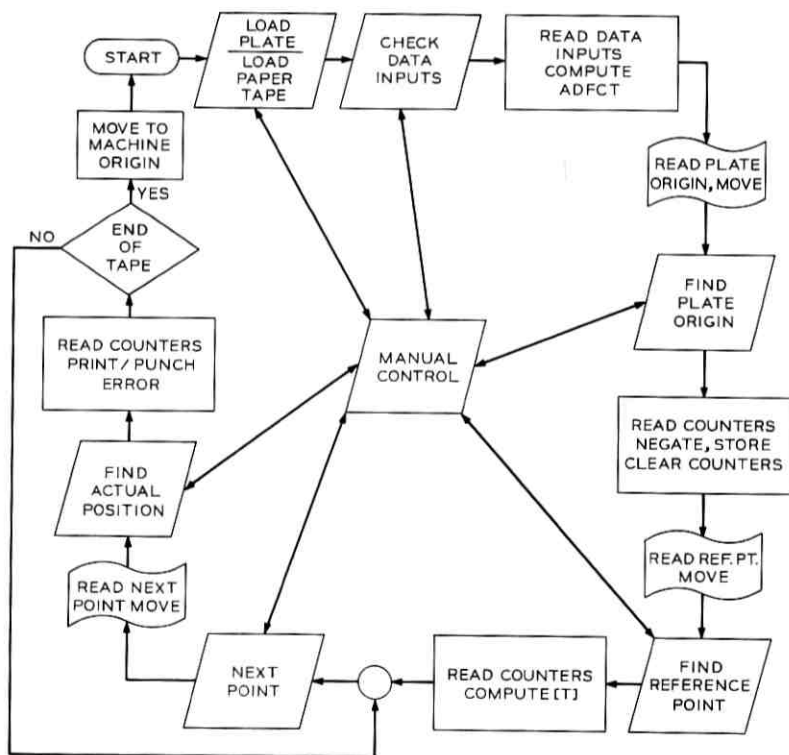 START
LOAD
PLATE
LOAD
PAPER
TAPE
CHECK
DATA
INPUTS
READ DATA
INPUTS
COMPUTE
ADFCT
MOVE TO
MACHINE
ORIGIN
READ PLATE
ORIGIN, MOVE
YES
NO
END
OF
TAPE
FIND
PLATE
ORIGIN
MANUAL
CONTROL
READ COUNTERS
PRINT/PUNCH
ERROR
READ COUNTERS
NEGATE, STORE
CLEAR COUNTERS
FIND
ACTUAL
POSITION
READ REF. PT.
MOVE
READ NEXT
POINT MOVE
NEXT
POINT
READ COUNTERS
COMPUTE [T]
FIND
REFERENCE
POINT